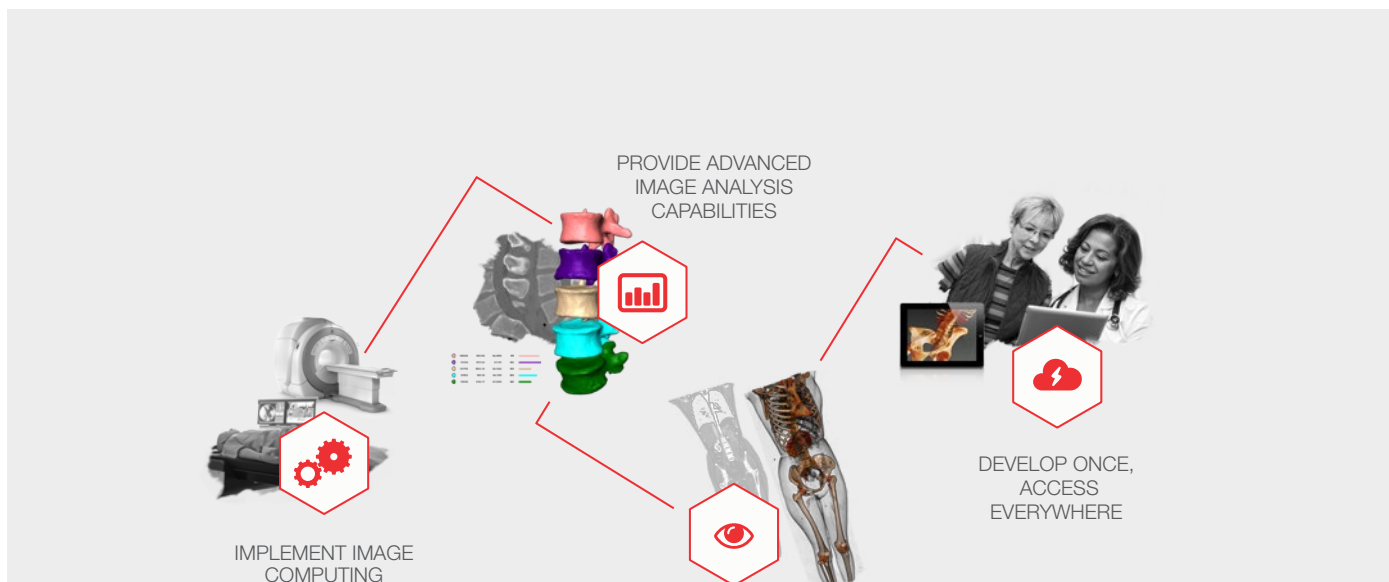 PROVIDE ADVANCED
IMAGE ANALYSIS
CAPABILITIES
DEVELOP ONCE,
ACCESS
EVERYWHERE
IMPLEMENT IMAGE
COMPUTING